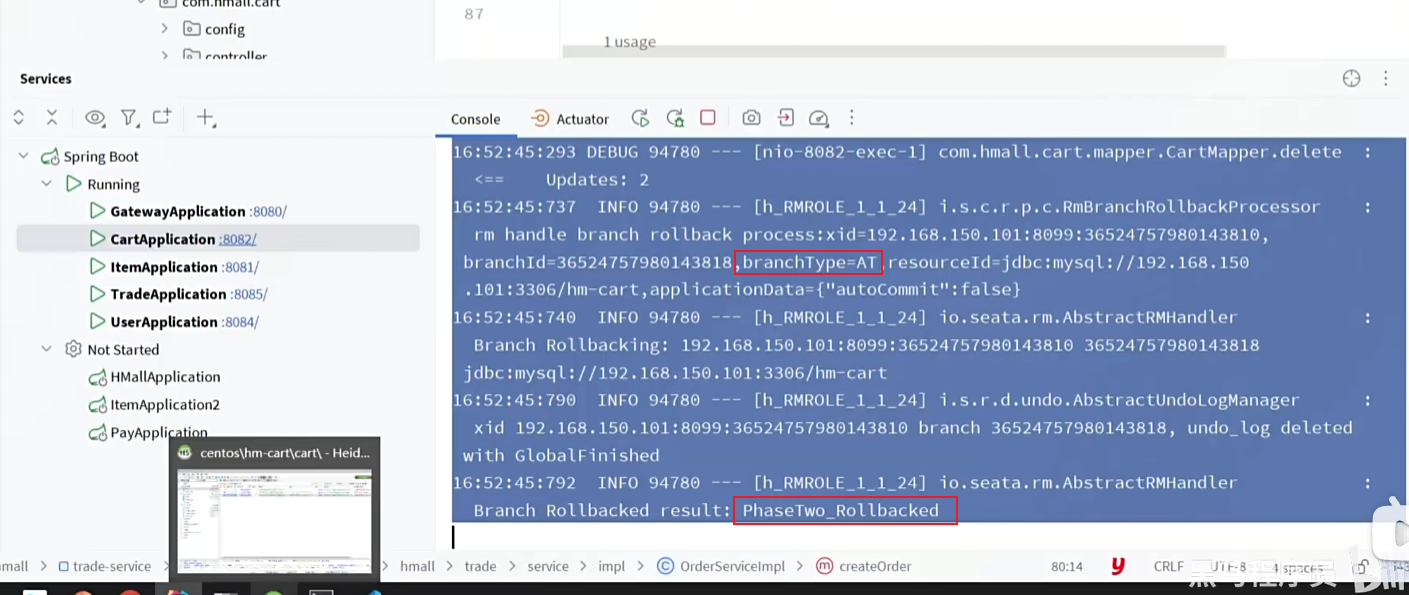 com.hmall.cart
config
controller
87
1 usage
Services
Console
Actuator
Spring Boot
Running
GatewayApplication :8080/
CartApplication :8082/
ItemApplication :8081/
TradeApplication :8085/
UserApplication :8084/
Not Started
HMallApplication
ItemApplication2
PayApplication
16:52:45:293 DEBUG 94780 --- [nio-8082-exec-1] com.hmall.cart.mapper.CartMapper.delete :
<== Updates: 2
16:52:45:737 INFO 94780 --- [h_RMROLE_1_1_24] i.s.c.r.p.c.RmBranchRollbackProcessor :
rm handle branch rollback process:xid=192.168.150.101:8099:36524757980143810,
branchId=36524757980143818,branchType=AT,resourceId=jdbc:mysql://192.168.150
.101:3306/hm-cart,applicationData={"autoCommit":false}
16:52:45:740 INFO 94780 --- [h_RMROLE_1_1_24] io.seata.rm.AbstractRMHandler :
Branch Rollbacking: 192.168.150.101:8099:36524757980143810 36524757980143818
jdbc:mysql://192.168.150.101:3306/hm-cart
16:52:45:790 INFO 94780 --- [h_RMROLE_1_1_24] i.s.r.d.undo.AbstractUndoLogManager :
xid 192.168.150.101:8099:36524757980143810 branch 36524757980143818, undo_log deleted
with GlobalFinished
16:52:45:792 INFO 94780 --- [h_RMROLE_1_1_24] io.seata.rm.AbstractRMHandler :
Branch Rollbacked result: PhaseTwo_Rollbacked
centos\hm-cart\cart\ - Heid...
mall > trade-service > hmall > trade > service > impl > OrderServiceImpl > createOrder 80:14 CRLF UTF-8 4 spaces
黑马程序员